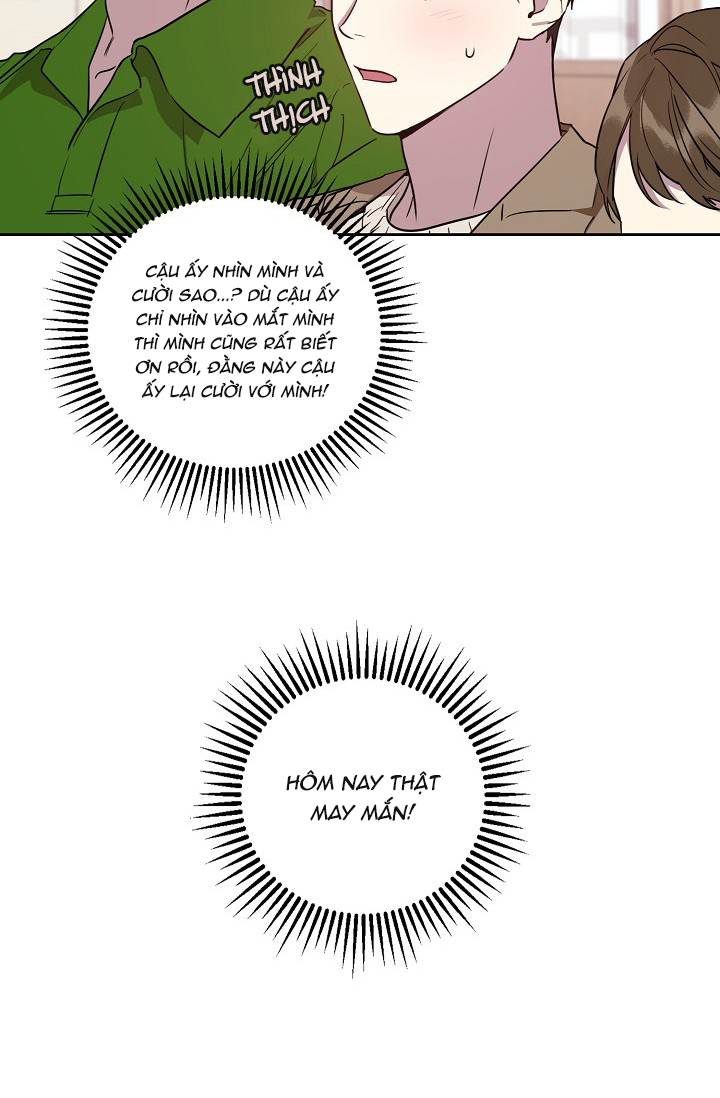 THÌNH
THỊCH
CẬU ẤY NHÌN MÌNH VÀ
CƯỜI SAO...? DÙ CẬU ẤY
CHỈ NHÌN VÀO MẮT MÌNH
THÌ MÌNH CŨNG RẤT BIẾT
ƠN RỒI, ĐẰNG NÀY CẬU
ẤY LẠI CƯỜI VỚI MÌNH!
HÔM NAY THẬT
MAY MẮN!